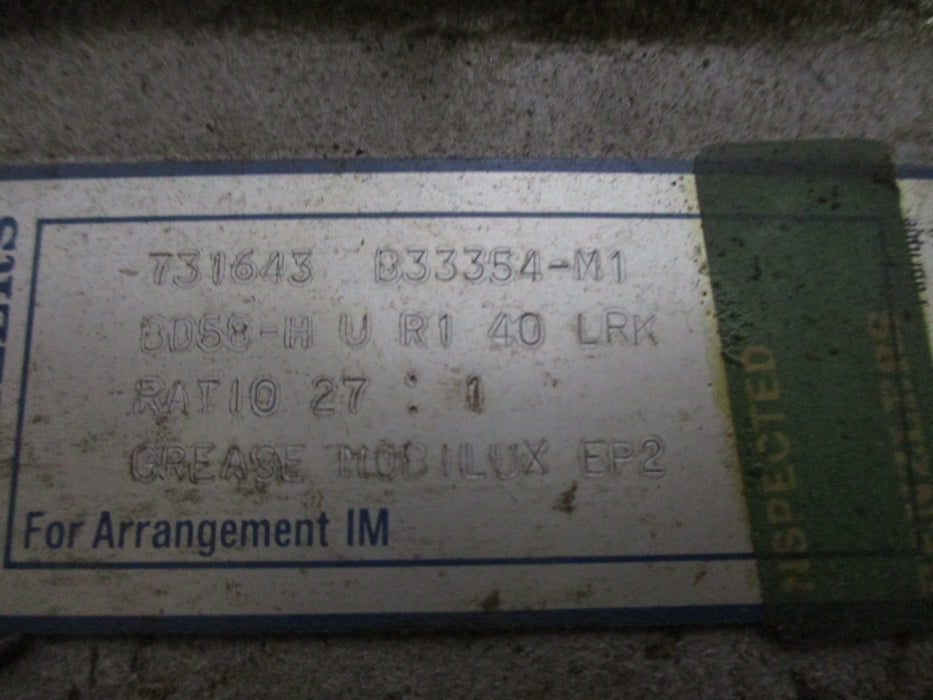 731643 B33354-M1
BD58-H U R1 40 LRK
RATIO 27 : 1
GREASE MOBILUX EP2
For Arrangement IM
INSPECTED